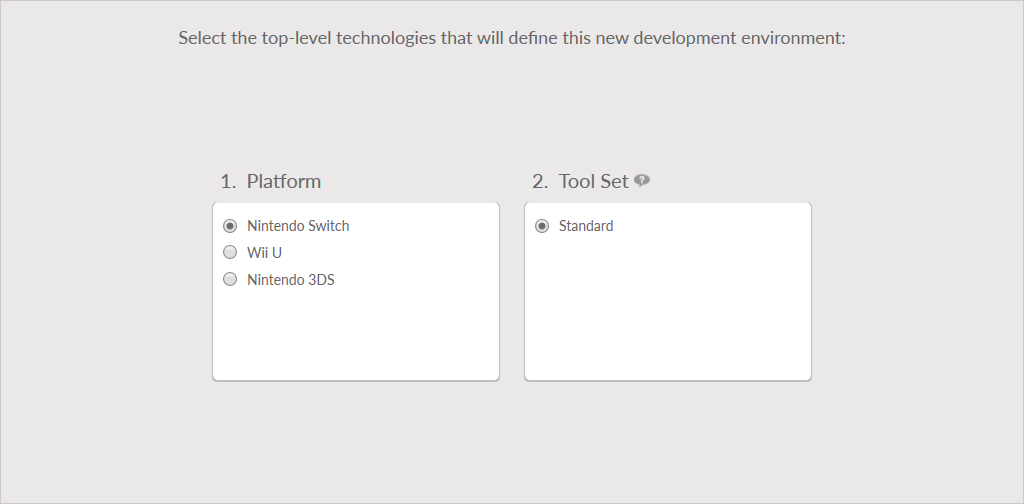 Select the top-level technologies that will define this new development environment:
1. Platform
Nintendo Switch
Wii U
Nintendo 3DS
2. Tool Set ?
Standard